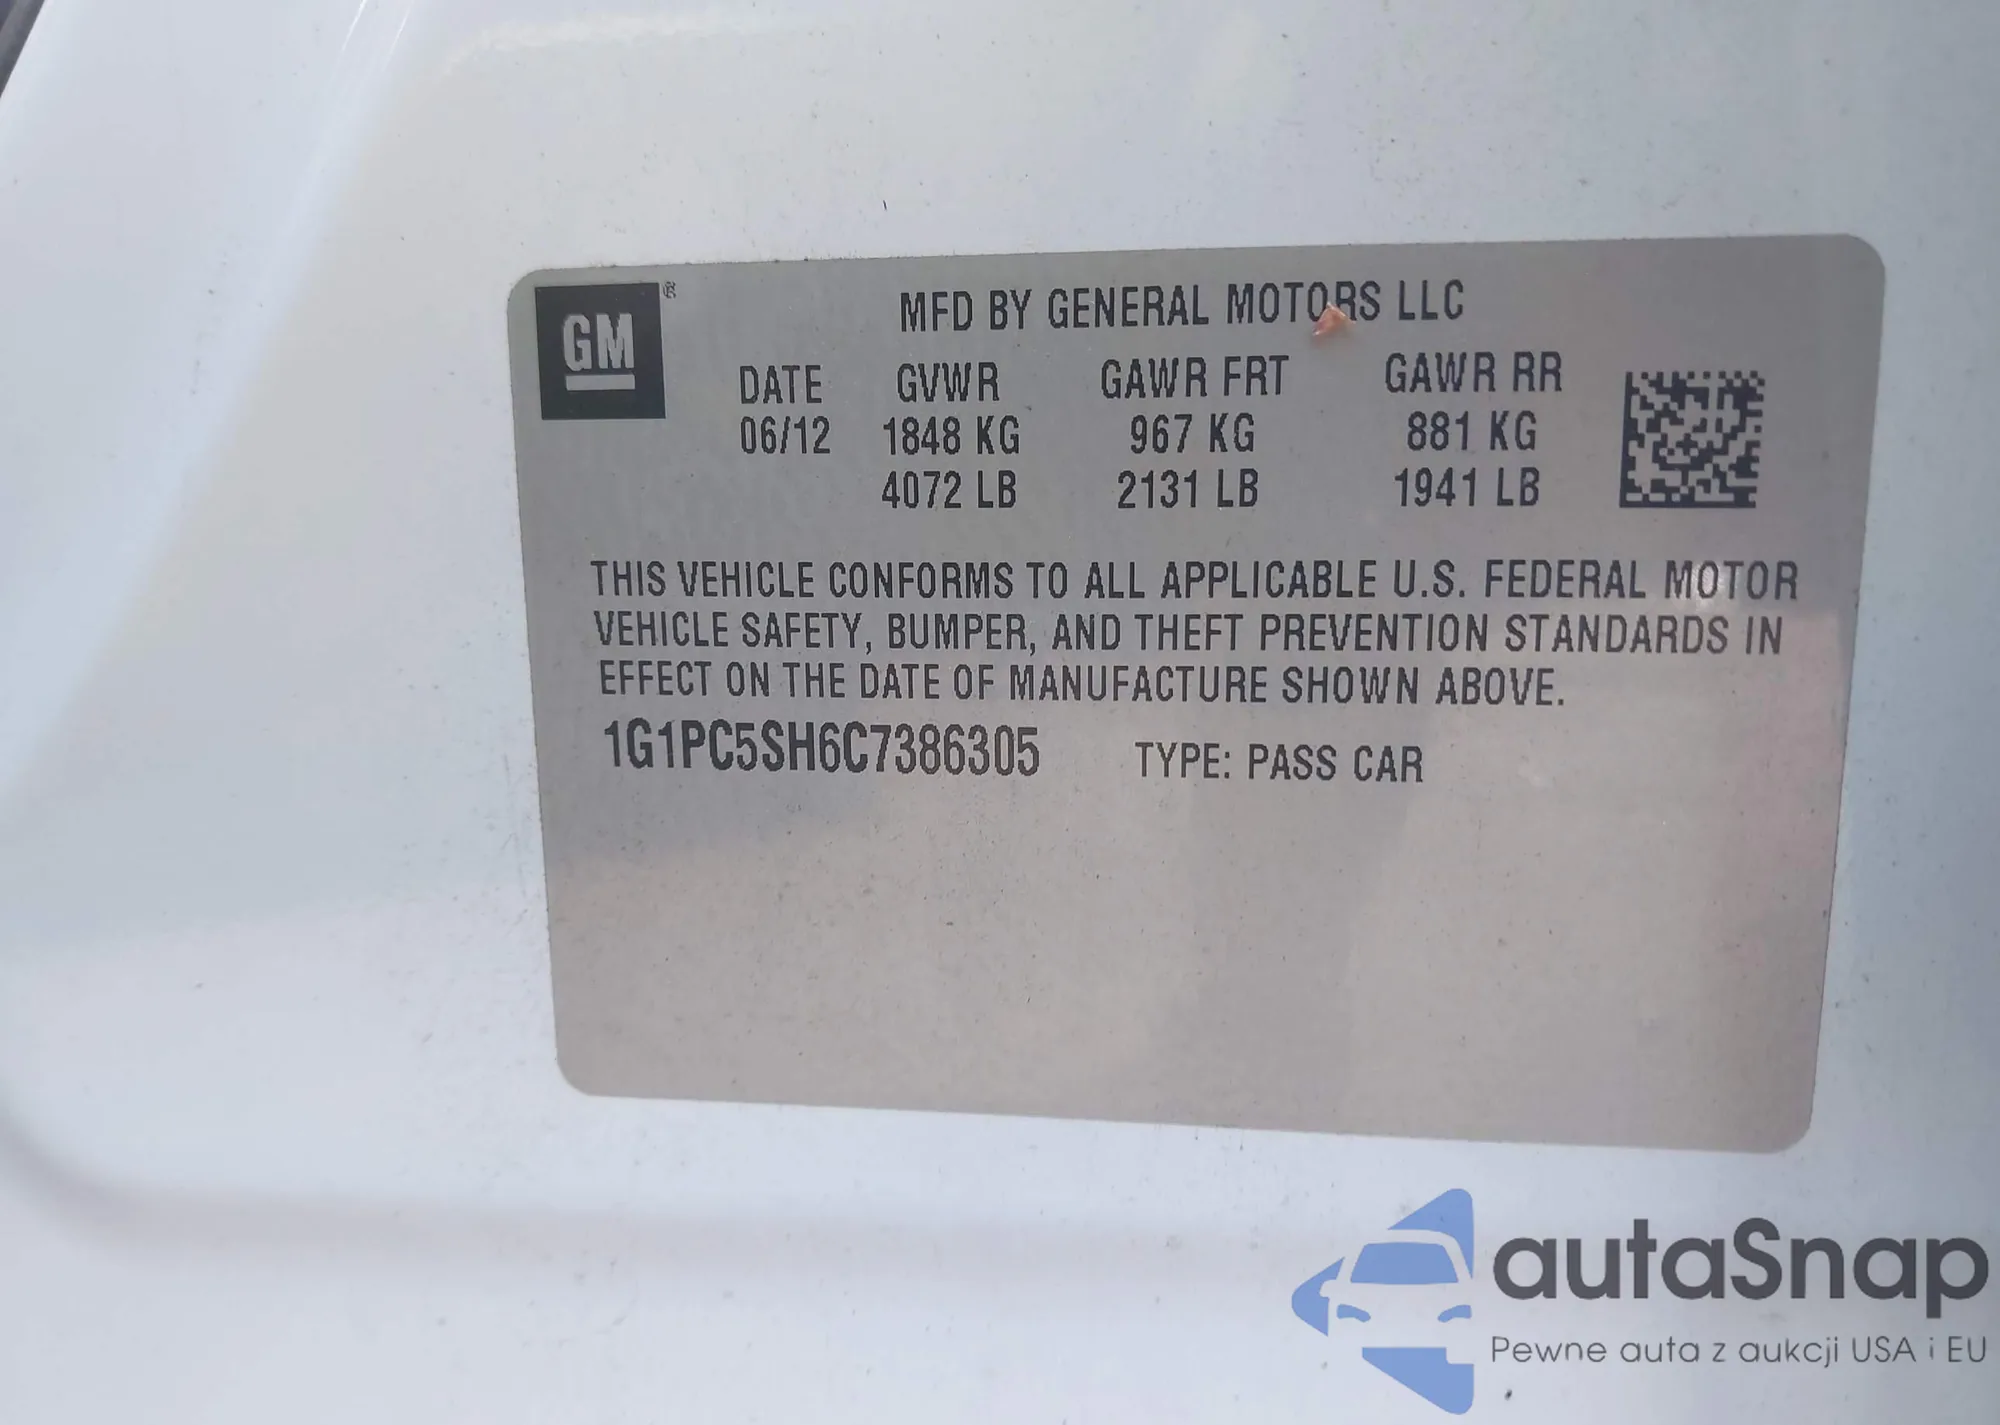 GM ®
MFD BY GENERAL MOTORS LLC
DATE GVWR GAWR FRT GAWR RR
06/12 1848 KG 967 KG 881 KG
4072 LB 2131 LB 1941 LB
THIS VEHICLE CONFORMS TO ALL APPLICABLE U.S. FEDERAL MOTOR
VEHICLE SAFETY, BUMPER, AND THEFT PREVENTION STANDARDS IN
EFFECT ON THE DATE OF MANUFACTURE SHOWN ABOVE.
1G1PC5SH6C7386305 TYPE: PASS CAR
autaSnap
Pewne auta z aukcji USA i EU